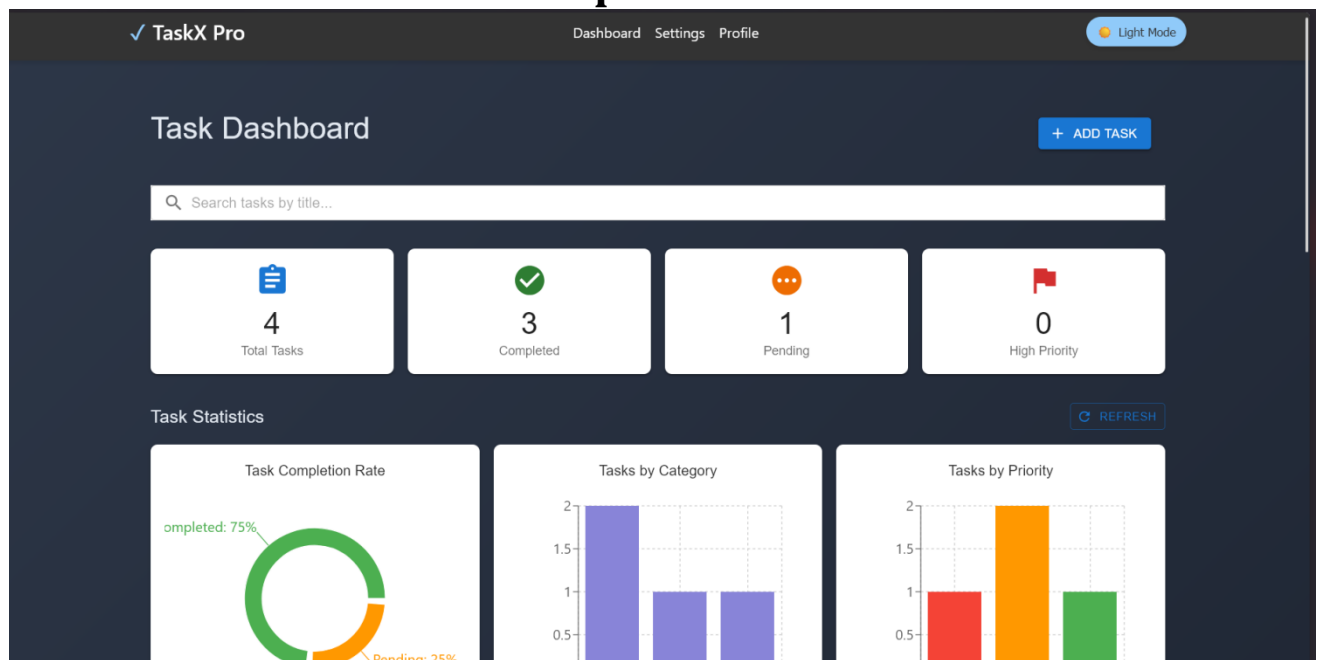 ✓ TaskX Pro
Dashboard Settings Profile
Light Mode
Task Dashboard
+ ADD TASK
Search tasks by title...
4
Total Tasks
3
Completed
1
Pending
0
High Priority
Task Statistics
REFRESH
Task Completion Rate
ompleted: 75%
Pending: 25%
Tasks by Category
2
1.5
1
0.5
Tasks by Priority
2
1.5
1
0.5